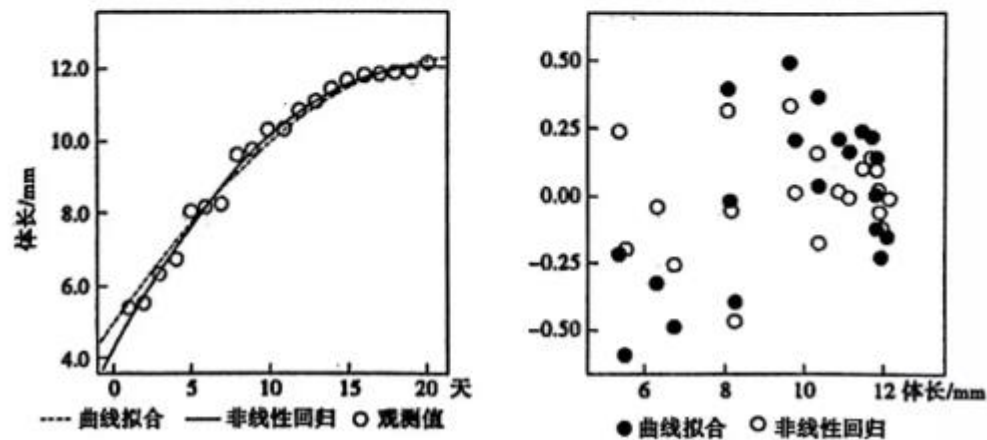 12.0
10.0
8.0
6.0
4.0
体长/mm
0 5 10 15 20 天
----- 曲线拟合 —— 非线性回归 ○ 观测值
0.50
0.25
0.00
-0.25
-0.50
6 8 10 12 体长/mm
● 曲线拟合 ○ 非线性回归